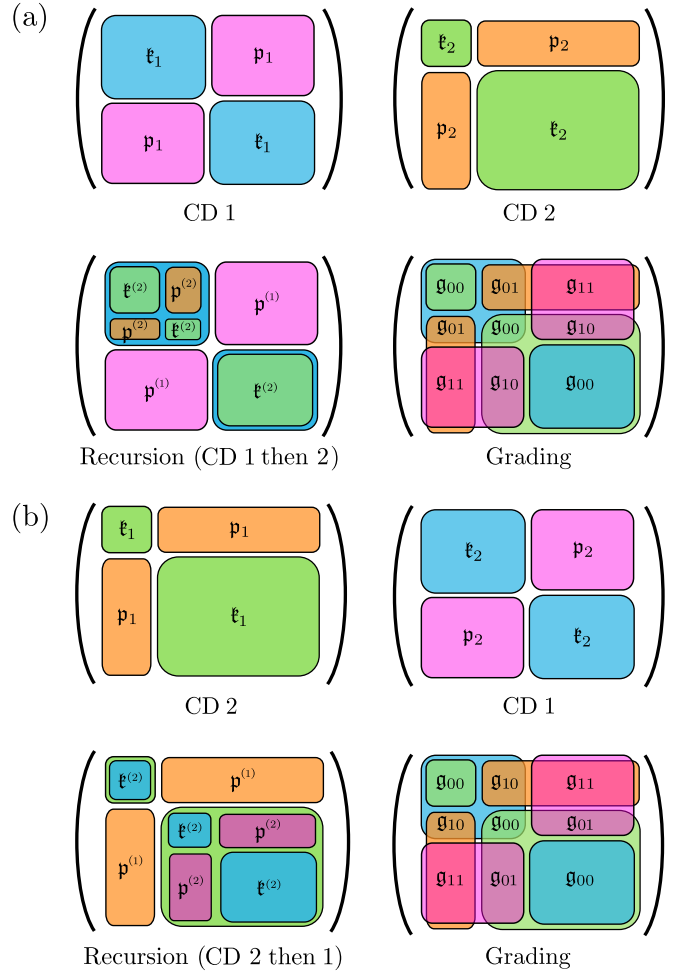 (a)
𝔨₁ 𝔭₁ 𝔨₂ 𝔭₂
𝔭₁ 𝔨₁ 𝔭₂ 𝔨₂
CD 1 CD 2
𝔨⁽²⁾ 𝔭⁽²⁾ 𝔭⁽¹⁾ 𝔤₀₀ 𝔤₀₁ 𝔤₁₁
𝔭⁽²⁾ 𝔨⁽²⁾ 𝔤₀₁ 𝔤₀₀ 𝔤₁₀
𝔭⁽¹⁾ 𝔨⁽²⁾ 𝔤₁₁ 𝔤₁₀ 𝔤₀₀
Recursion (CD 1 then 2) Grading
(b)
𝔨₁ 𝔭₁ 𝔨₂ 𝔭₂
𝔭₁ 𝔨₁ 𝔭₂ 𝔨₂
CD 2 CD 1
𝔨⁽²⁾ 𝔭⁽¹⁾ 𝔤₀₀ 𝔤₁₀ 𝔤₁₁
𝔨⁽²⁾ 𝔭⁽²⁾ 𝔤₁₀ 𝔤₀₀ 𝔤₀₁
𝔭⁽¹⁾ 𝔭⁽²⁾ 𝔨⁽²⁾ 𝔤₁₁ 𝔤₀₁ 𝔤₀₀
Recursion (CD 2 then 1) Grading